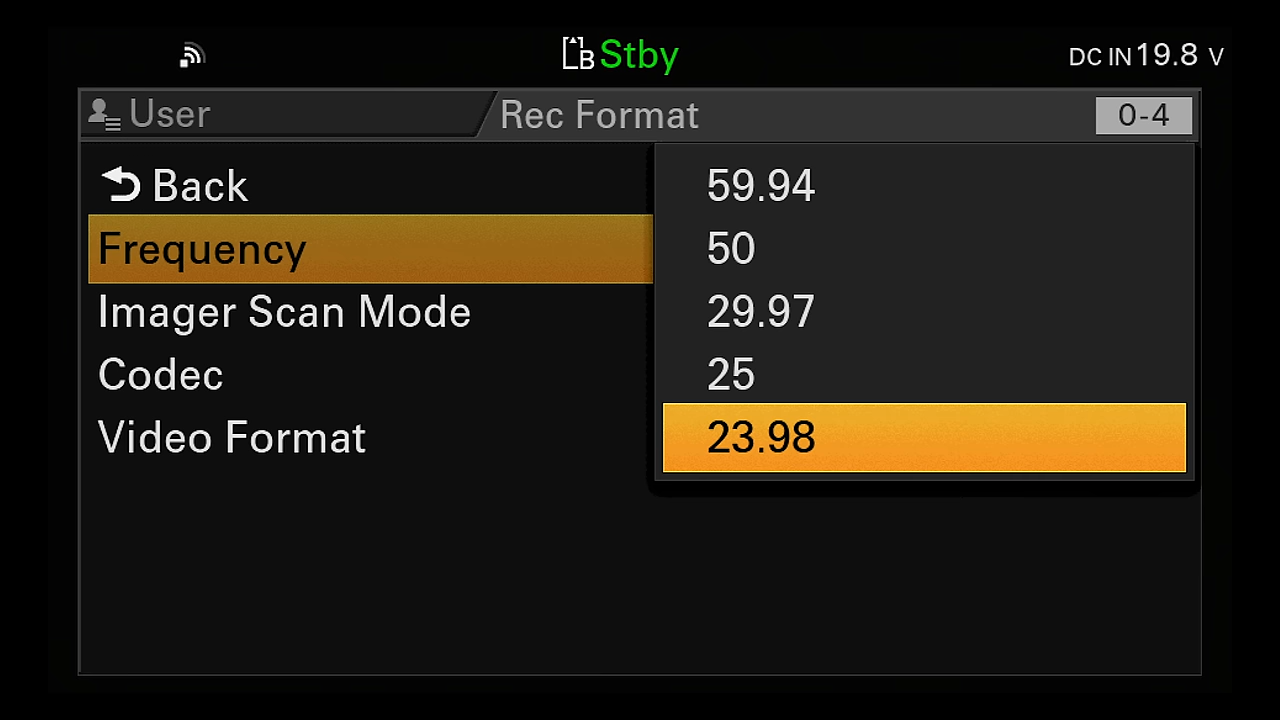 B Stby
DC IN 19.8 V
User
Rec Format
0-4
Back
Frequency
Imager Scan Mode
Codec
Video Format
59.94
50
29.97
25
23.98